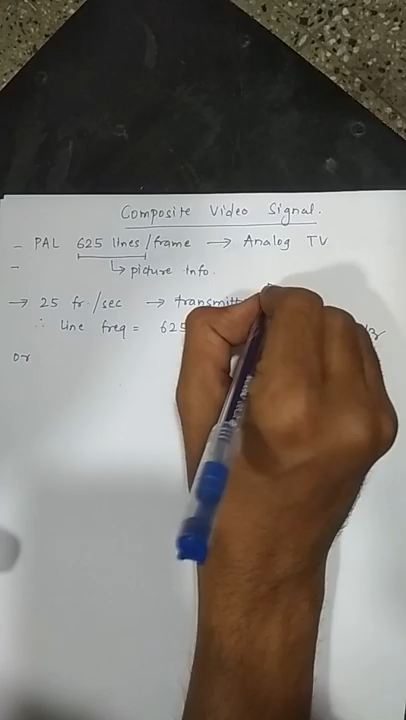 Composite Video Signal.
- PAL 625 lines/frame → Analog TV
- ↳ picture info.
→ 25 fr./sec → transmitt
∴ Line freq = 625
or